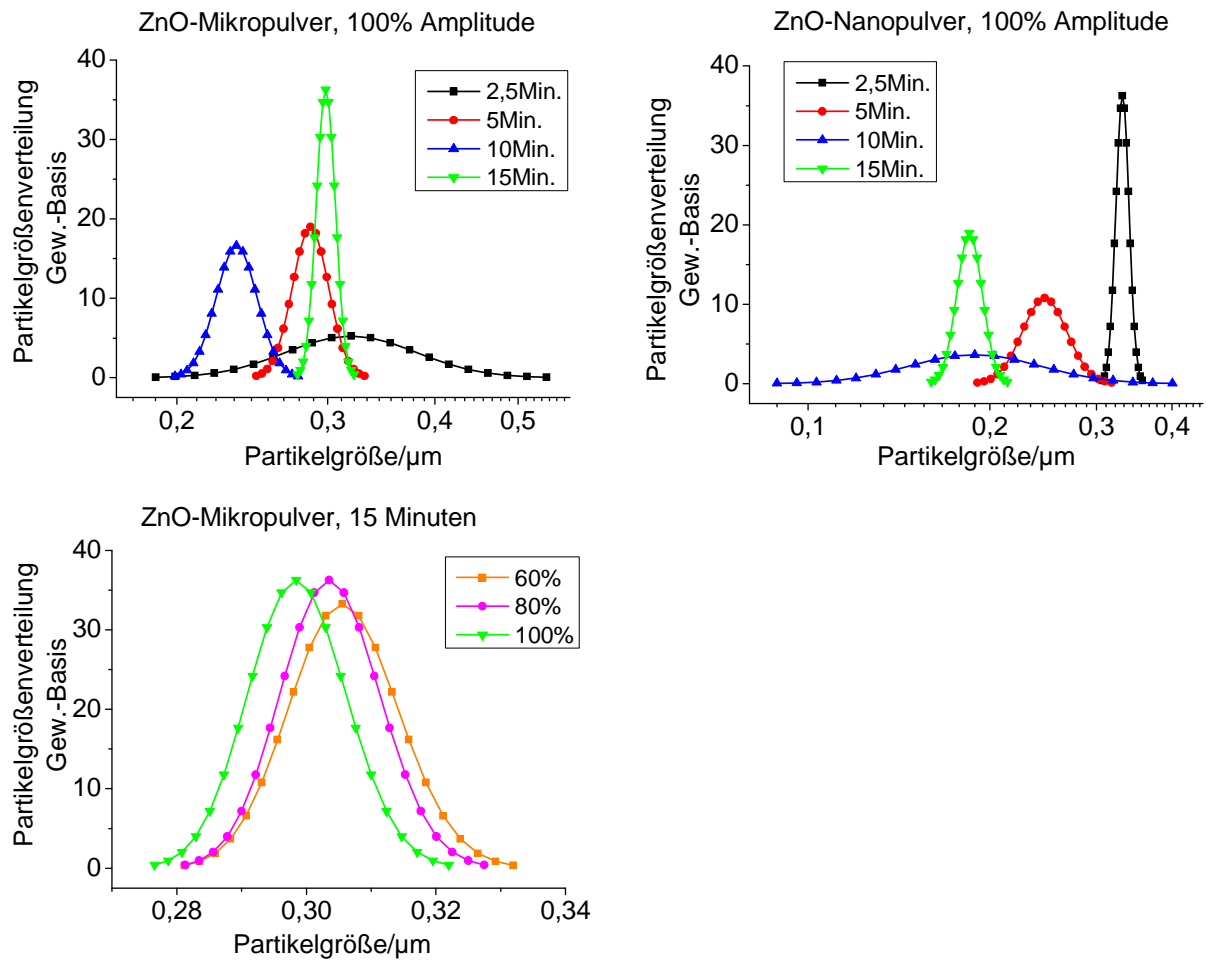 ZnO-Mikropulver, 100% Amplitude
Partikelgrößenverteilung
Gew.-Basis
40
30
20
10
0
2,5Min.
5Min.
10Min.
15Min.
0,2
0,3
0,4
0,5
Partikelgröße/µm
ZnO-Nanopulver, 100% Amplitude
Partikelgrößenverteilung
Gew.-Basis
40
30
20
10
0
2,5Min.
5Min.
10Min.
15Min.
0,1
0,2
0,3
0,4
Partikelgröße/µm
ZnO-Mikropulver, 15 Minuten
Partikelgrößenverteilung
Gew.-Basis
40
30
20
10
0
60%
80%
100%
0,28
0,30
0,32
0,34
Partikelgröße/µm